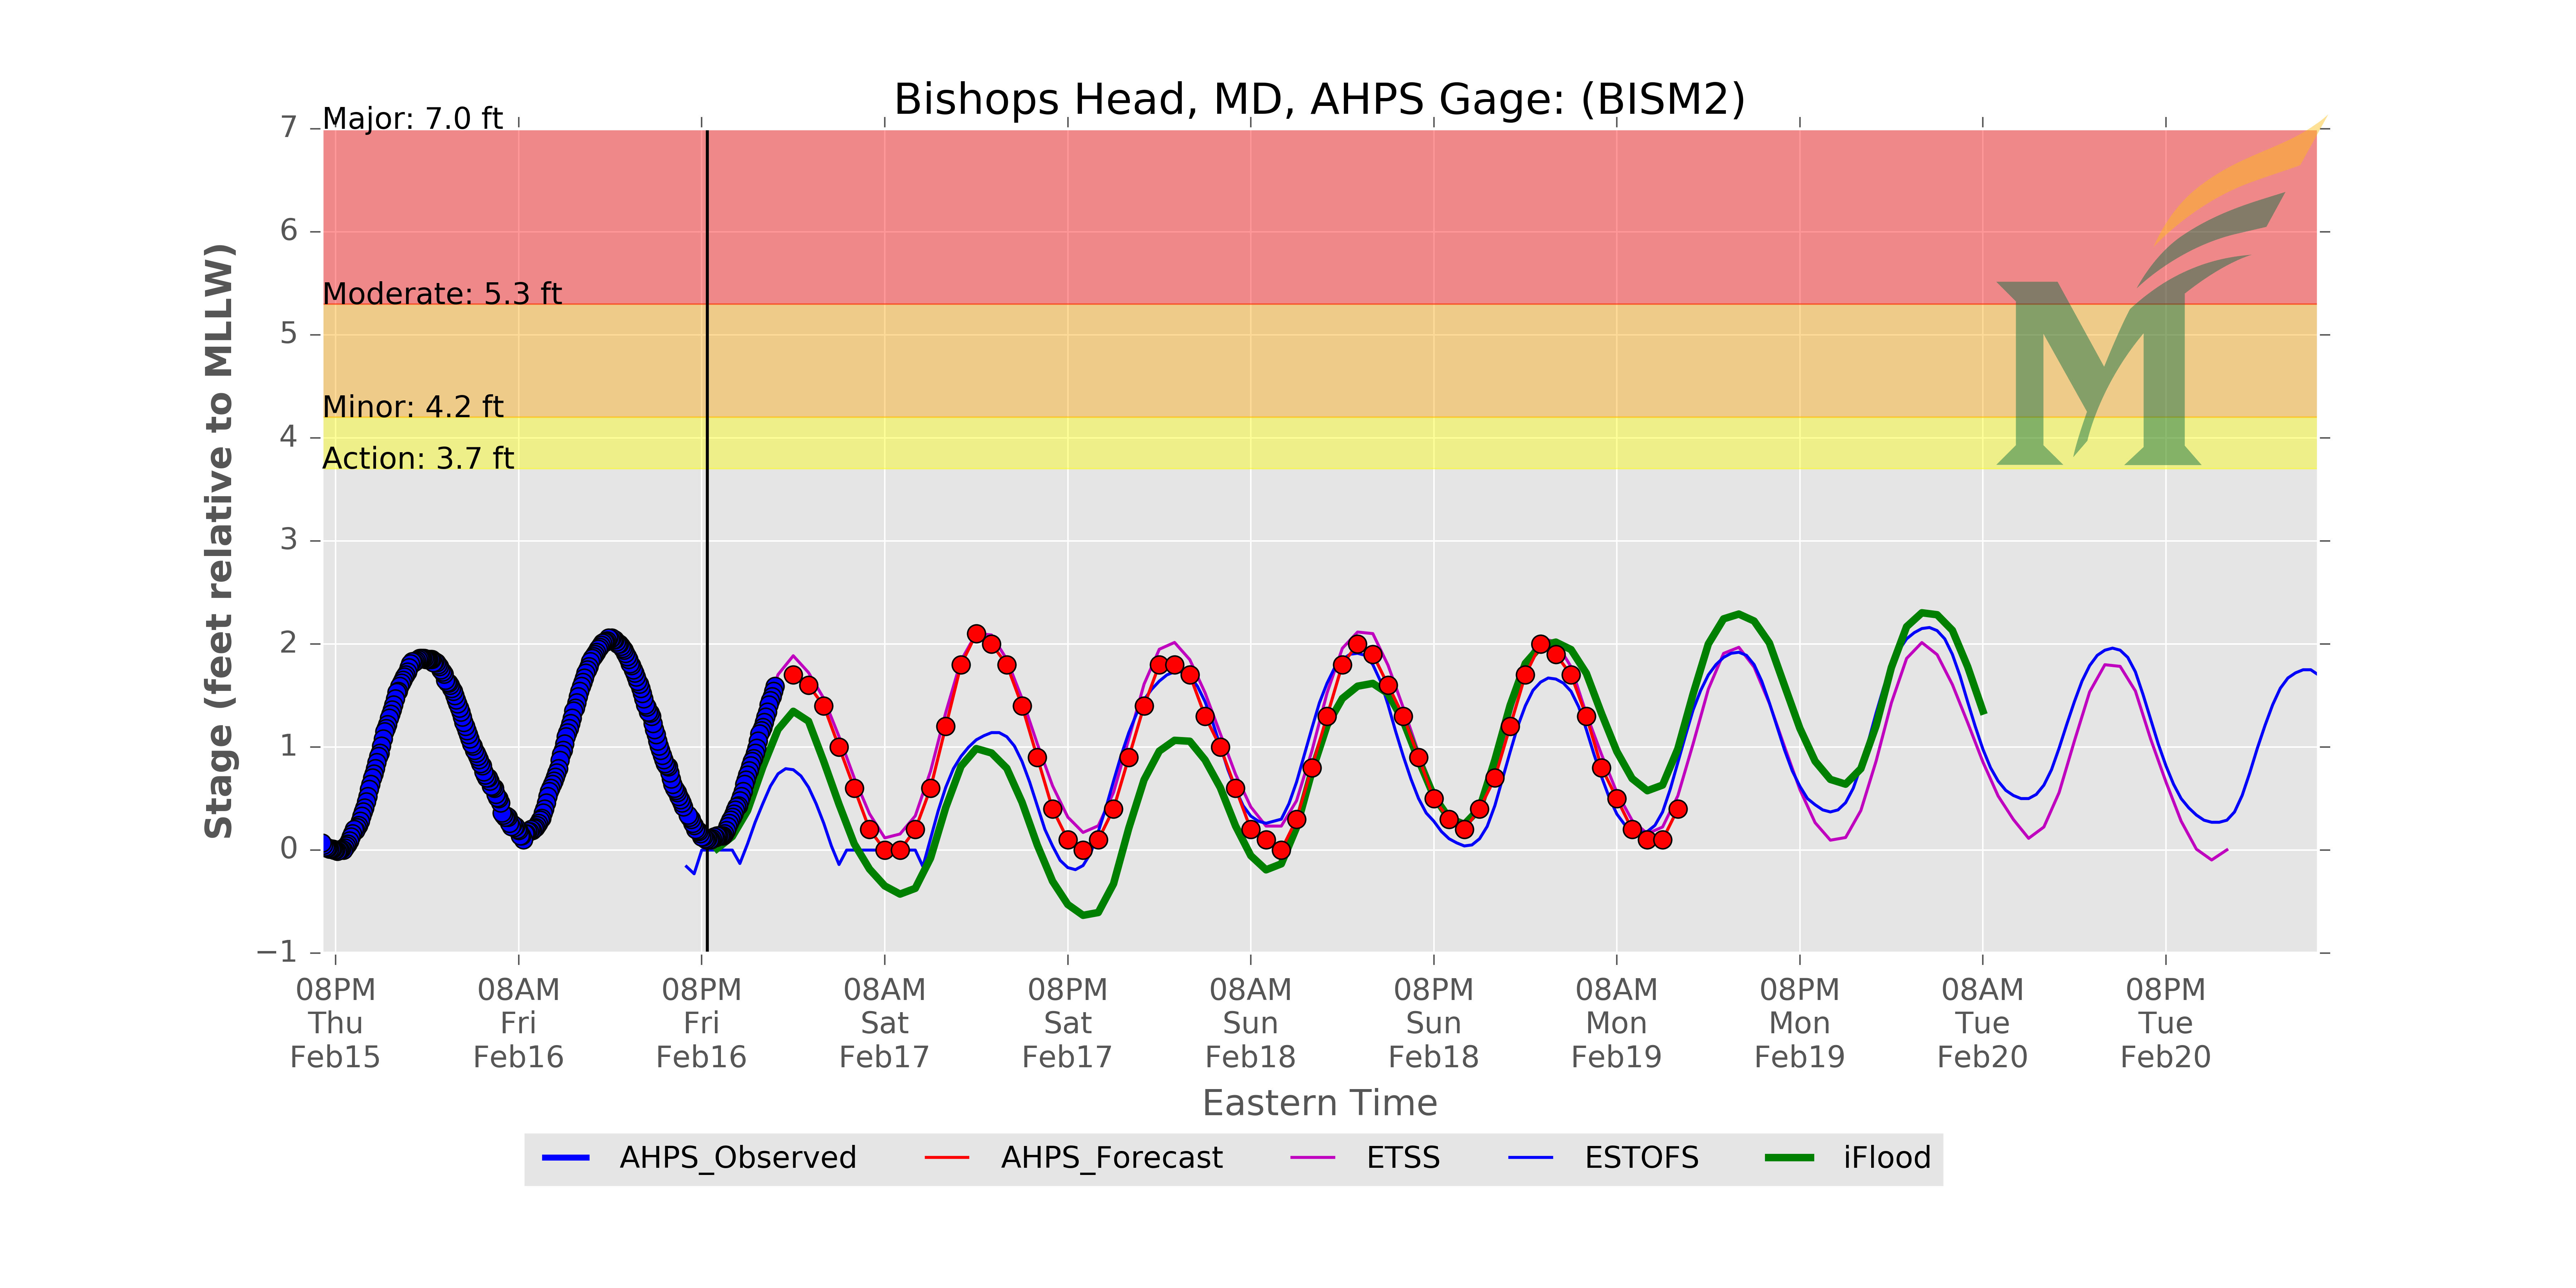 Bishops Head, MD, AHPS Gage: (BISM2)
Stage (feet relative to MLLW)
7
6
5
4
3
2
1
0
−1
Major: 7.0 ft
Moderate: 5.3 ft
Minor: 4.2 ft
Action: 3.7 ft
M
08PM
Thu
Feb15
08AM
Fri
Feb16
08PM
Fri
Feb16
08AM
Sat
Feb17
08PM
Sat
Feb17
08AM
Sun
Feb18
08PM
Sun
Feb18
08AM
Mon
Feb19
08PM
Mon
Feb19
08AM
Tue
Feb20
08PM
Tue
Feb20
Eastern Time
AHPS_Observed
AHPS_Forecast
ETSS
ESTOFS
iFlood